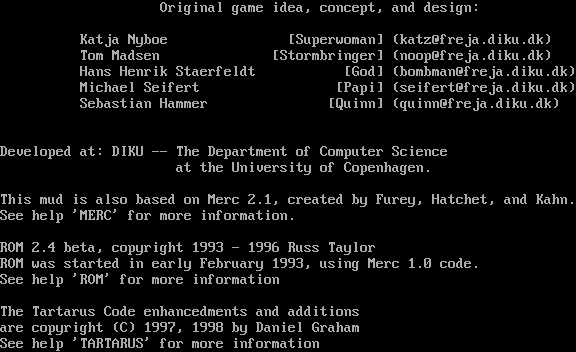 Original game idea, concept, and design:
Katja Nyboe [Superwoman] (katz@freja.diku.dk)
Tom Madsen [Stormbringer] (noop@freja.diku.dk)
Hans Henrik Staerfeldt [God] (bombman@freja.diku.dk)
Michael Seifert [Papi] (seifert@freja.diku.dk)
Sebastian Hammer [Quinn] (quinn@freja.diku.dk)
Developed at: DIKU -- The Department of Computer Science
at the University of Copenhagen.
This mud is also based on Merc 2.1, created by Furey, Hatchet, and Kahn.
See help 'MERC' for more information.
ROM 2.4 beta, copyright 1993 - 1996 Russ Taylor
ROM was started in early February 1993, using Merc 1.0 code.
See help 'ROM' for more information
The Tartarus Code enhancedments and additions
are copyright (C) 1997, 1998 by Daniel Graham
See help 'TARTARUS' for more information